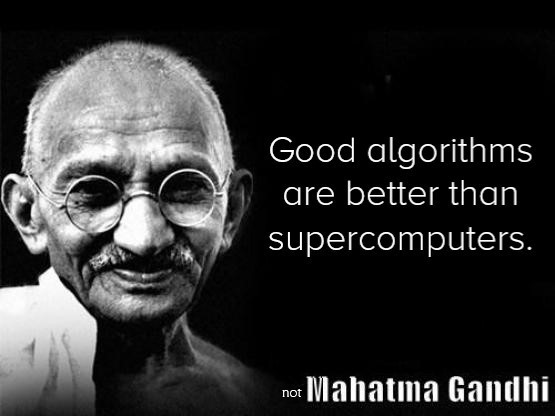 Good algorithms
are better than
supercomputers.
not Mahatma Gandhi